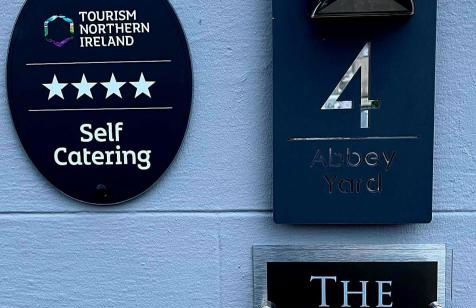 TOURISM
NORTHERN
IRELAND
Self
Catering
4
Abbey
Yard
THE